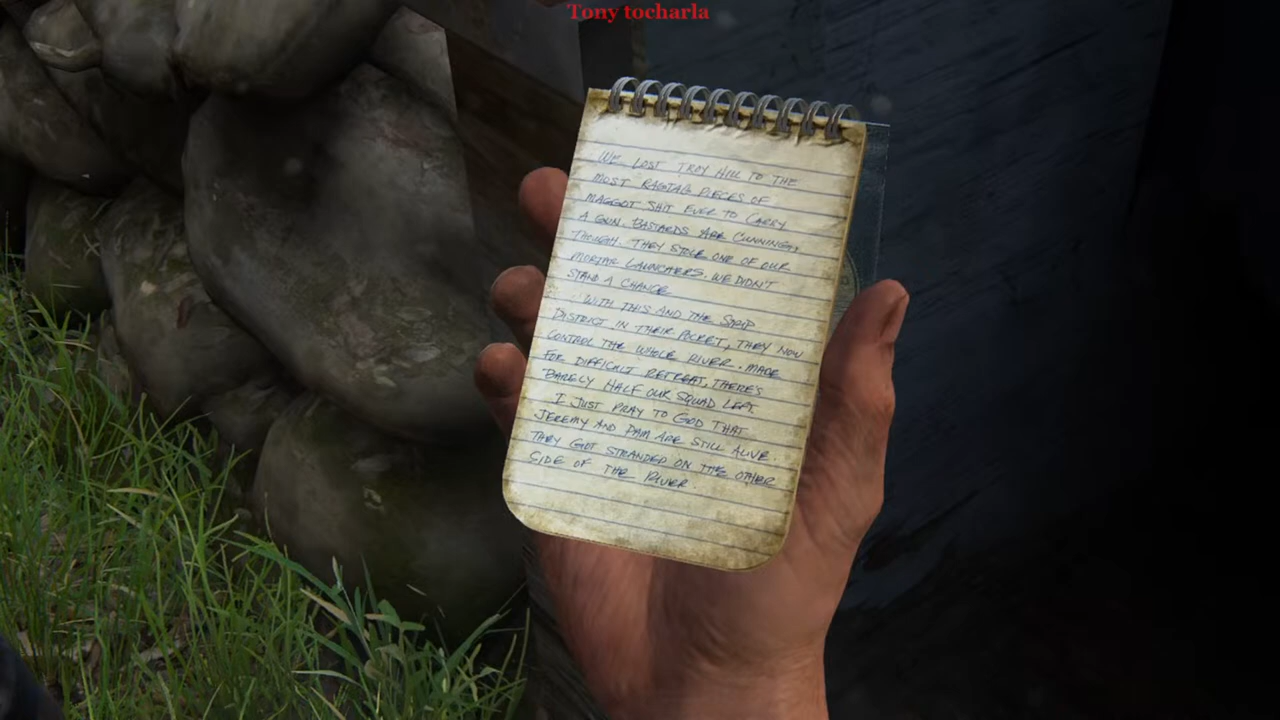 Tony tocharla
WE LOST TROY HILL TO THE
MOST RAGTAG PIECES OF
MAGGOT SHIT EVER TO CARRY
A GUN. BASTARDS ARE CUNNING,
THOUGH. THEY STOLE ONE OF OUR
MORTAR LAUNCHERS. WE DIDN'T
STAND A CHANCE.
WITH THIS AND THE STRIP
DISTRICT IN THEIR POCKET, THEY NOW
CONTROL THE WHOLE RIVER. MADE
FOR DIFFICULT RETREAT, THERE'S
BARELY HALF OUR SQUAD LEFT.
I JUST PRAY TO GOD THAT
JEREMY AND PAM ARE STILL ALIVE.
THEY GOT STRANDED ON THE OTHER
SIDE OF THE RIVER.